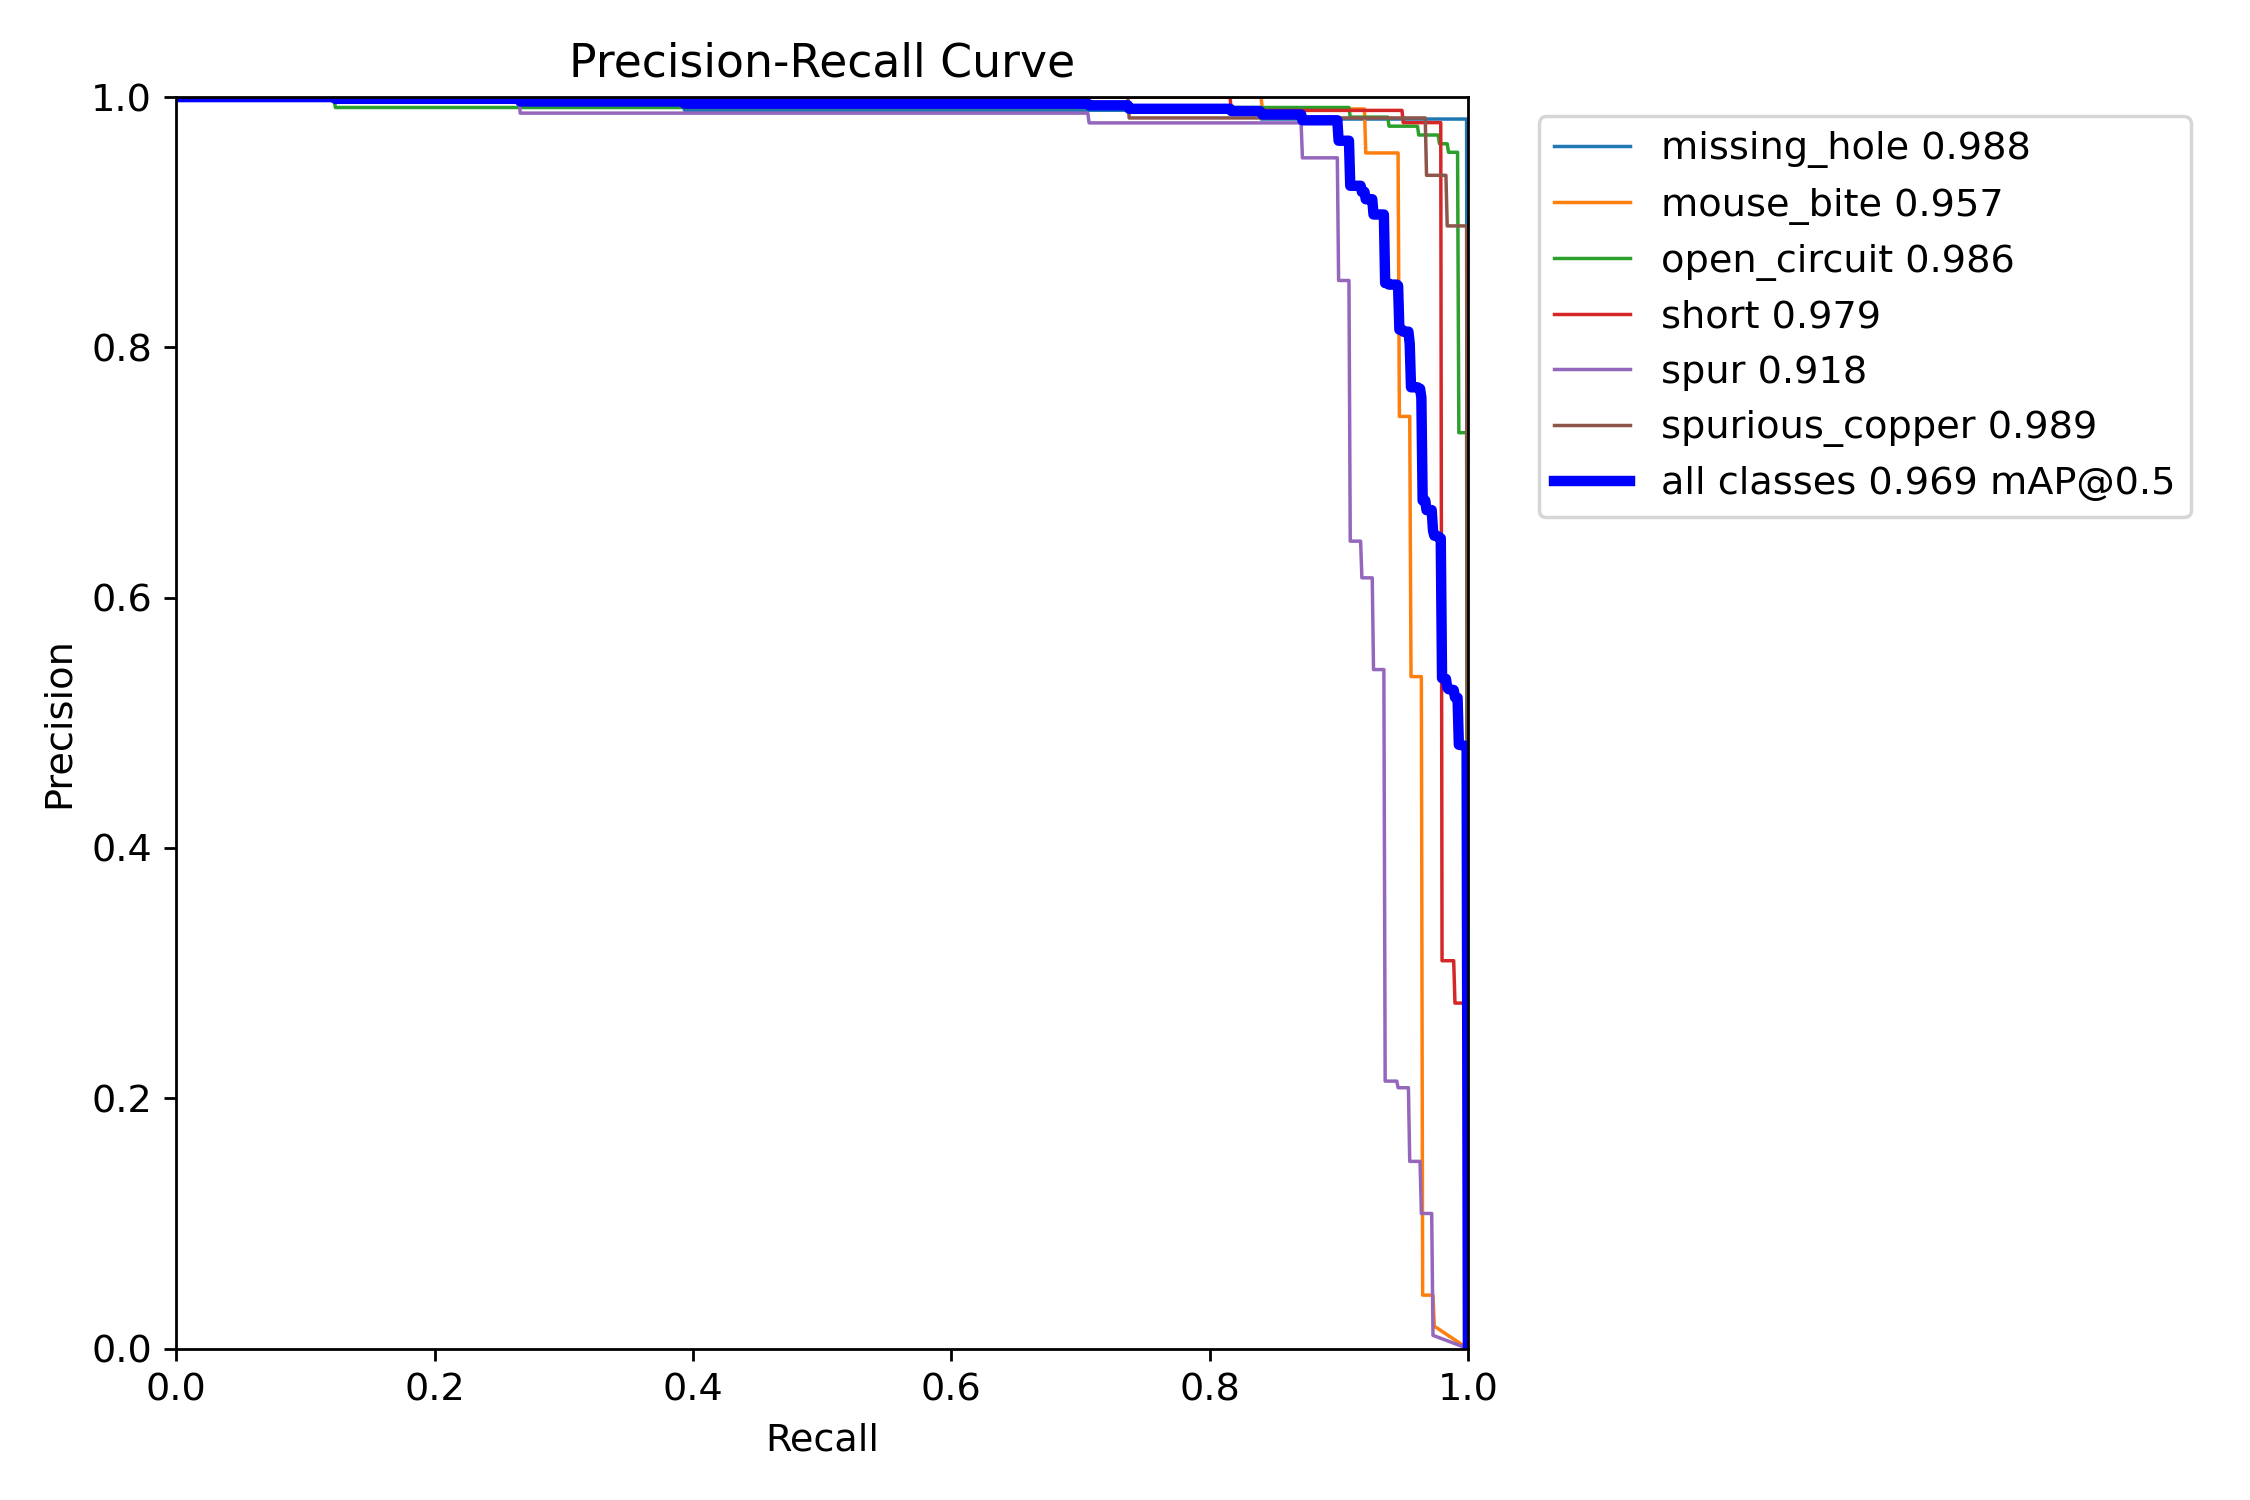 Precision-Recall Curve
1.0
0.8
0.6
0.4
0.2
0.0
Precision
0.0 0.2 0.4 0.6 0.8 1.0
Recall
missing_hole 0.988
mouse_bite 0.957
open_circuit 0.986
short 0.979
spur 0.918
spurious_copper 0.989
all classes 0.969 mAP@0.5